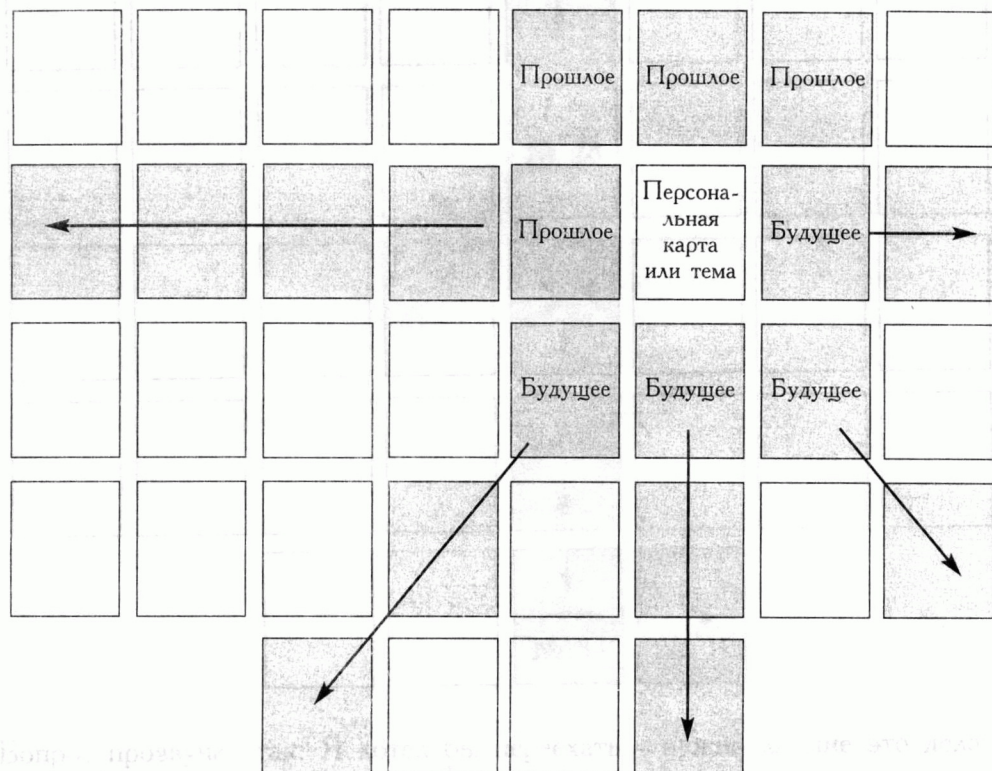 Прошлое Прошлое Прошлое
Прошлое
Персона-
льная
карта
или тема
Будущее
Будущее Будущее Будущее